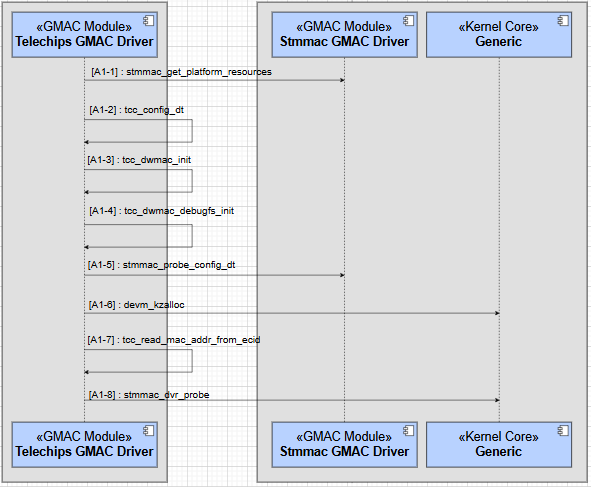 «GMAC Module»
Telechips GMAC Driver
«GMAC Module»
Stmmac GMAC Driver
«Kernel Core»
Generic
[A1-1] : stmmac_get_platform_resources
[A1-2] : tcc_config_dt
[A1-3] : tcc_dwmac_init
[A1-4] : tcc_dwmac_debugfs_init
[A1-5] : stmmac_probe_config_dt
[A1-6] : devm_kzalloc
[A1-7] : tcc_read_mac_addr_from_ecid
[A1-8] : stmmac_dvr_probe
«GMAC Module»
Telechips GMAC Driver
«GMAC Module»
Stmmac GMAC Driver
«Kernel Core»
Generic